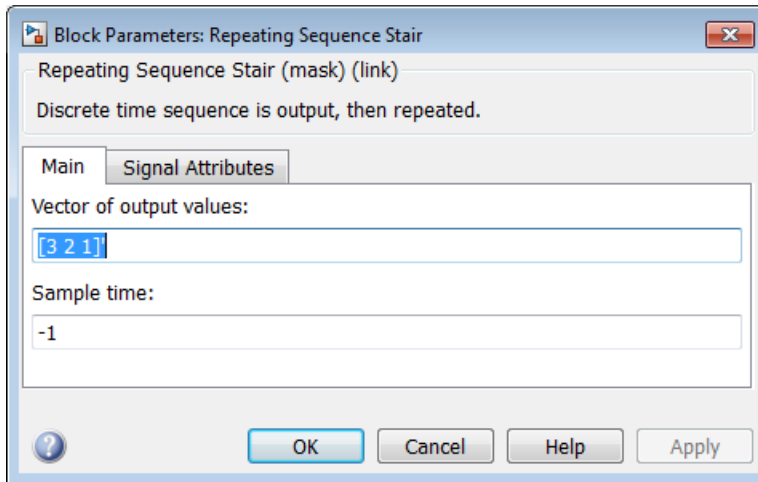 Block Parameters: Repeating Sequence Stair
Repeating Sequence Stair (mask) (link)
Discrete time sequence is output, then repeated.
Main Signal Attributes
Vector of output values:
[3 2 1]'
Sample time:
-1
? OK Cancel Help Apply